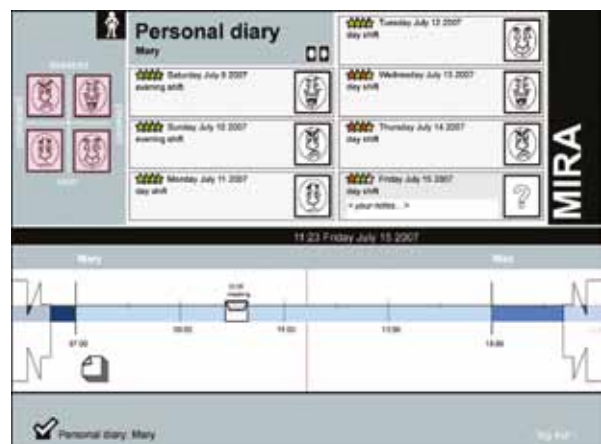 Personal diary
Mary
Saturday July 9 2007
evening shift
Sunday July 10 2007
evening shift
Monday July 11 2007
day shift
Tuesday July 12 2007
day shift
Wednesday July 13 2007
day shift
Thursday July 14 2007
day shift
Friday July 15 2007
day shift
< your notes... >
?
MIRA
11:23 Friday July 15 2007
Mary
meeting
07:00
Personal diary: Mary
log out